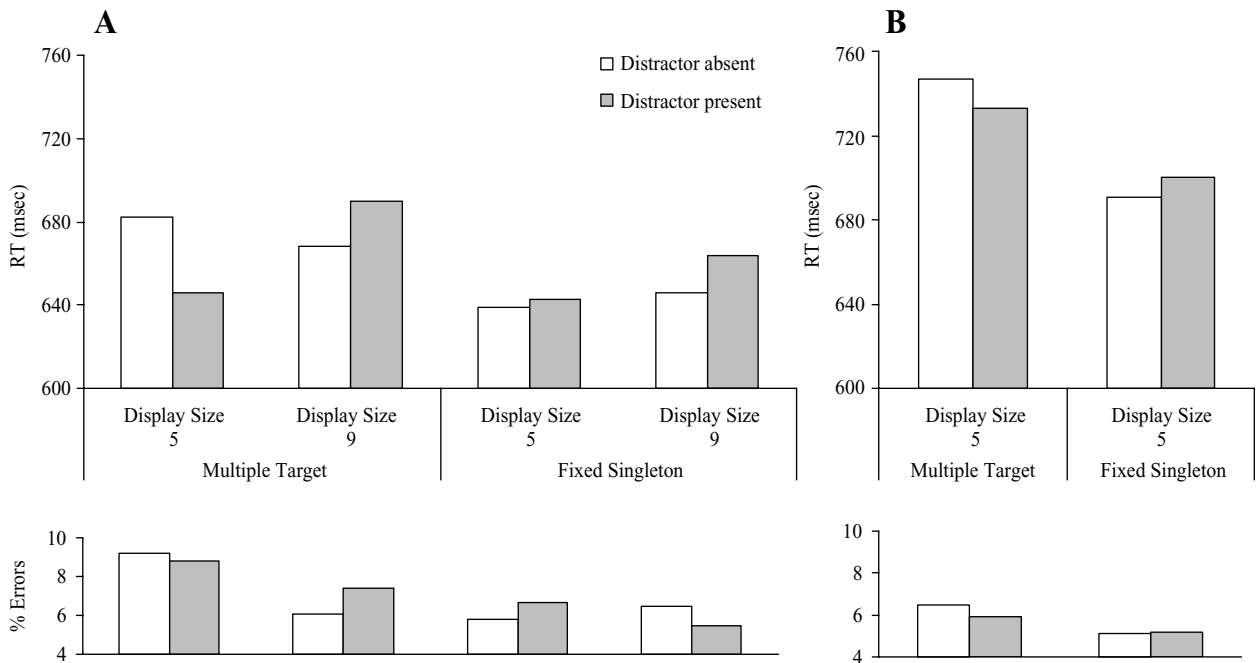 A
760
720
680
640
600
RT (msec)
Distractor absent
Distractor present
Display Size
5
Display Size
9
Display Size
5
Display Size
9
Multiple Target
Fixed Singleton
10
8
6
4
% Errors
B
760
720
680
640
600
RT (msec)
Display Size
5
Display Size
5
Multiple Target
Fixed Singleton
10
8
6
4